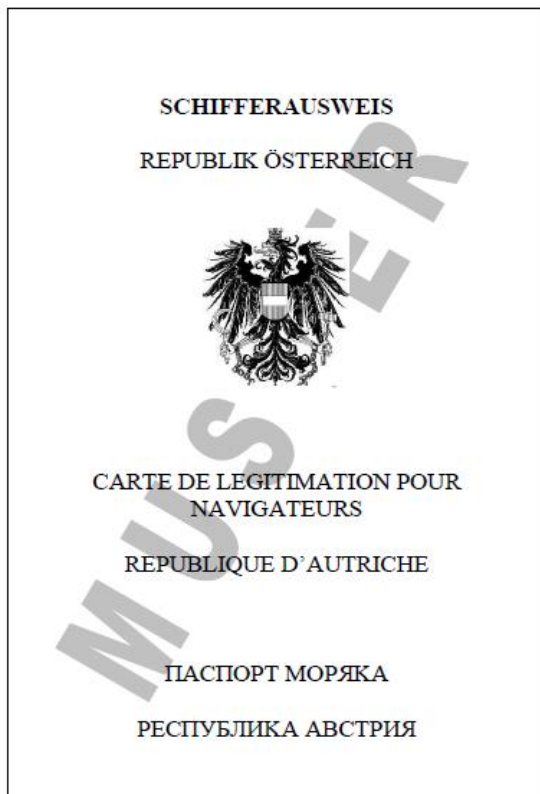 SCHIFFERAUSWEIS
REPUBLIK ÖSTERREICH
MUSTER
CARTE DE LEGITIMATION POUR
NAVIGATEURS
REPUBLIQUE D’AUTRICHE
ПАСПОРТ МОРЯКА
РЕСПУБЛИКА АВСТРИЯ